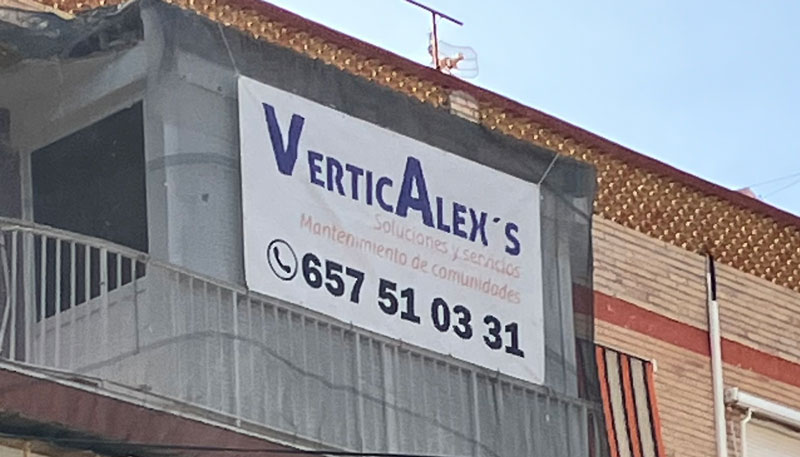 VERTICALEX´S
Soluciones y servicios
Mantenimiento de comunidades
657 51 03 31